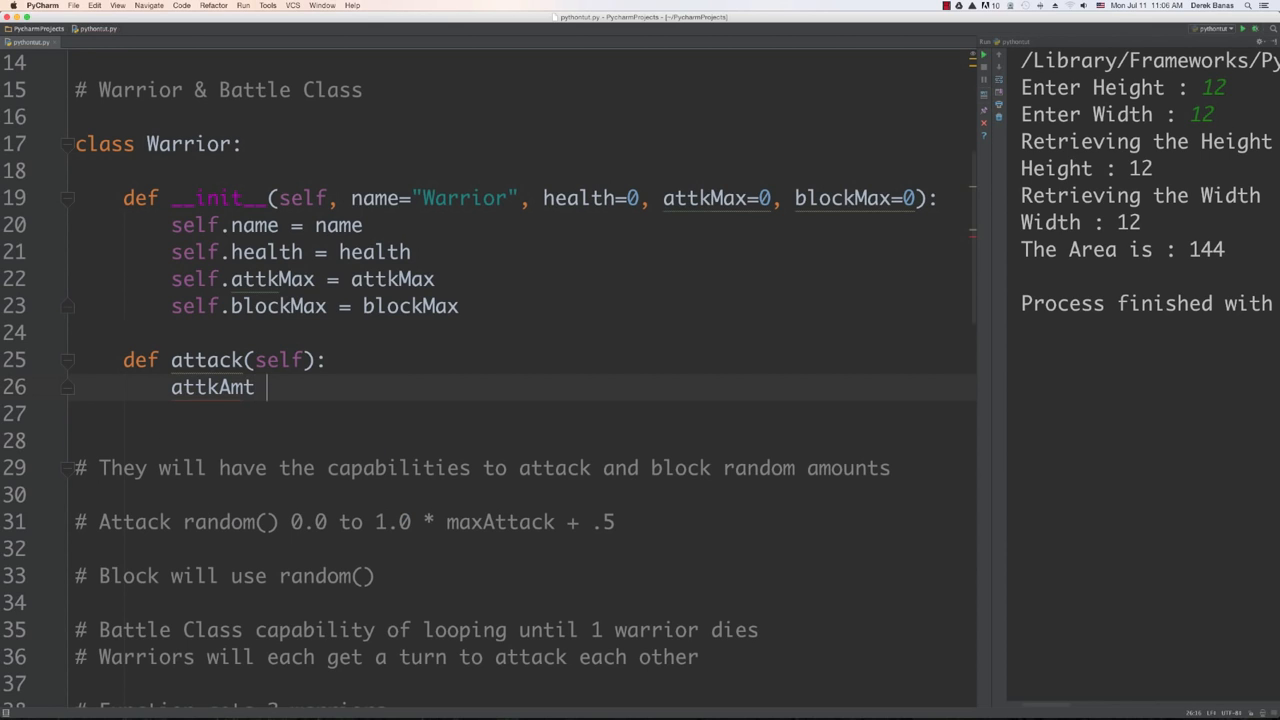 PyCharm File Edit View Navigate Code Refactor Run Tools VCS Window Help 10 Mon Jul 11 11:06 AM Derek Banas
pythontut.py - PycharmProjects - [~/PycharmProjects]
PycharmProjects pythontut.py pythontut
pythontut.py Run pythontut
14
15 # Warrior & Battle Class
16
17 class Warrior:
18
19 def __init__(self, name="Warrior", health=0, attkMax=0, blockMax=0):
20 self.name = name
21 self.health = health
22 self.attkMax = attkMax
23 self.blockMax = blockMax
24
25 def attack(self):
26 attkAmt
27
28
29 # They will have the capabilities to attack and block random amounts
30
31 # Attack random() 0.0 to 1.0 * maxAttack + .5
32
33 # Block will use random()
34
35 # Battle Class capability of looping until 1 warrior dies
36 # Warriors will each get a turn to attack each other
37
/Library/Frameworks/Py
Enter Height : 12
Enter Width : 12
Retrieving the Height
Height : 12
Retrieving the Width
Width : 12
The Area is : 144
Process finished with
26:16 LF‡ UTF-8‡